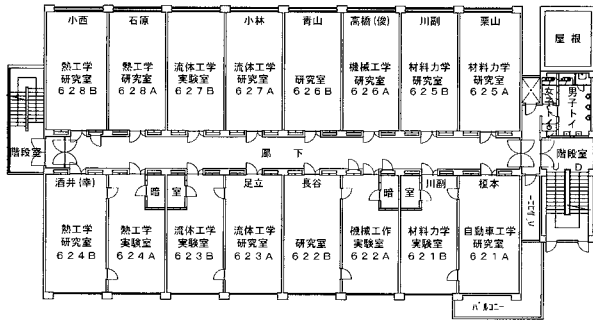 小西
熱工学
研究室
628B
石原
熱工学
研究室
628A
流体工学
実験室
627B
小林
流体工学
研究室
627A
青山
研究室
626B
高橋(俊)
機械工学
研究室
626A
川副
材料力学
研究室
625B
栗山
材料力学
研究室
625A
屋根
女子トイレ
男子トイレ
階段室
廊下
階段室
D
酒井(幸)
熱工学
研究室
624B
暗室
熱工学
実験室
624A
流体工学
実験室
623B
足立
流体工学
研究室
623A
長谷
研究室
622B
暗室
機械工作
実験室
622A
川副
材料力学
実験室
621B
榎本
自動車工学
研究室
621A
バルコニー
バルコニー